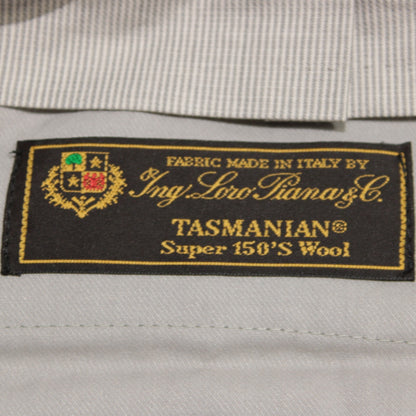 FABRIC MADE IN ITALY BY
Ing. Loro Piana & C.
TASMANIAN®
Super 150'S Wool